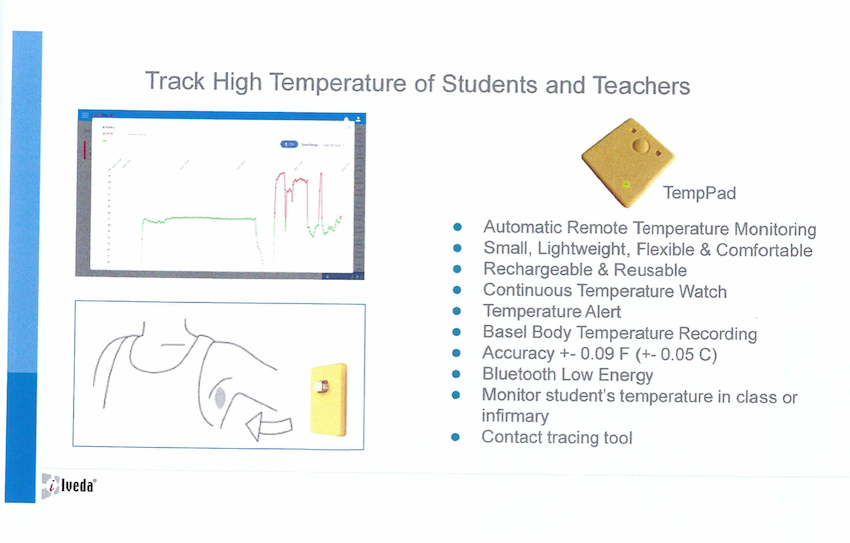 Track High Temperature of Students and Teachers
TempPad
Automatic Remote Temperature Monitoring
Small, Lightweight, Flexible & Comfortable
Rechargeable & Reusable
Continuous Temperature Watch
Temperature Alert
Basel Body Temperature Recording
Accuracy +- 0.09 F (+- 0.05 C)
Bluetooth Low Energy
Monitor student's temperature in class or
infirmary
Contact tracing tool
iveda®